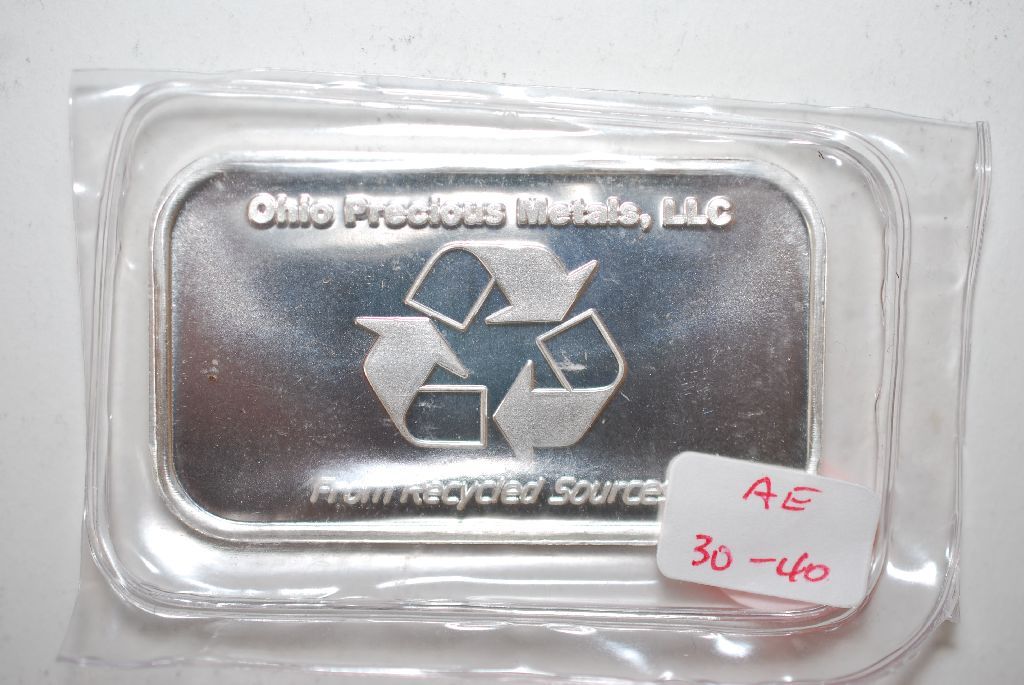 Ohio Precious Metals, LLC
From Recycled Sources
AE
30-40